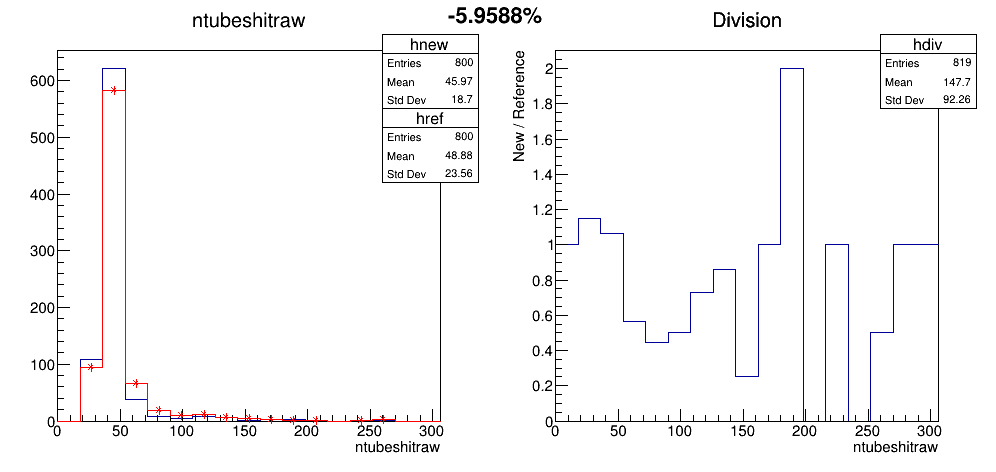 -5.9588%
ntubeshitraw
hnew
Entries 800
Mean 45.97
Std Dev 18.7
href
Entries 800
Mean 48.88
Std Dev 23.56
600
500
400
300
200
100
0
0 50 100 150 200 250 300
ntubeshitraw
Division
hdiv
Entries 819
Mean 147.7
Std Dev 92.26
New / Reference
2
1.8
1.6
1.4
1.2
1
0.8
0.6
0.4
0.2
0
0 50 100 150 200 250 300
ntubeshitraw